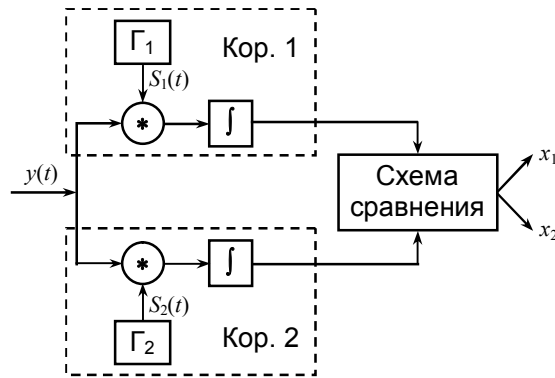 Г1
Кор. 1
S1(t)
*
∫
y(t)
Схема
сравнения
x1
x2
*
∫
S2(t)
Г2
Кор. 2